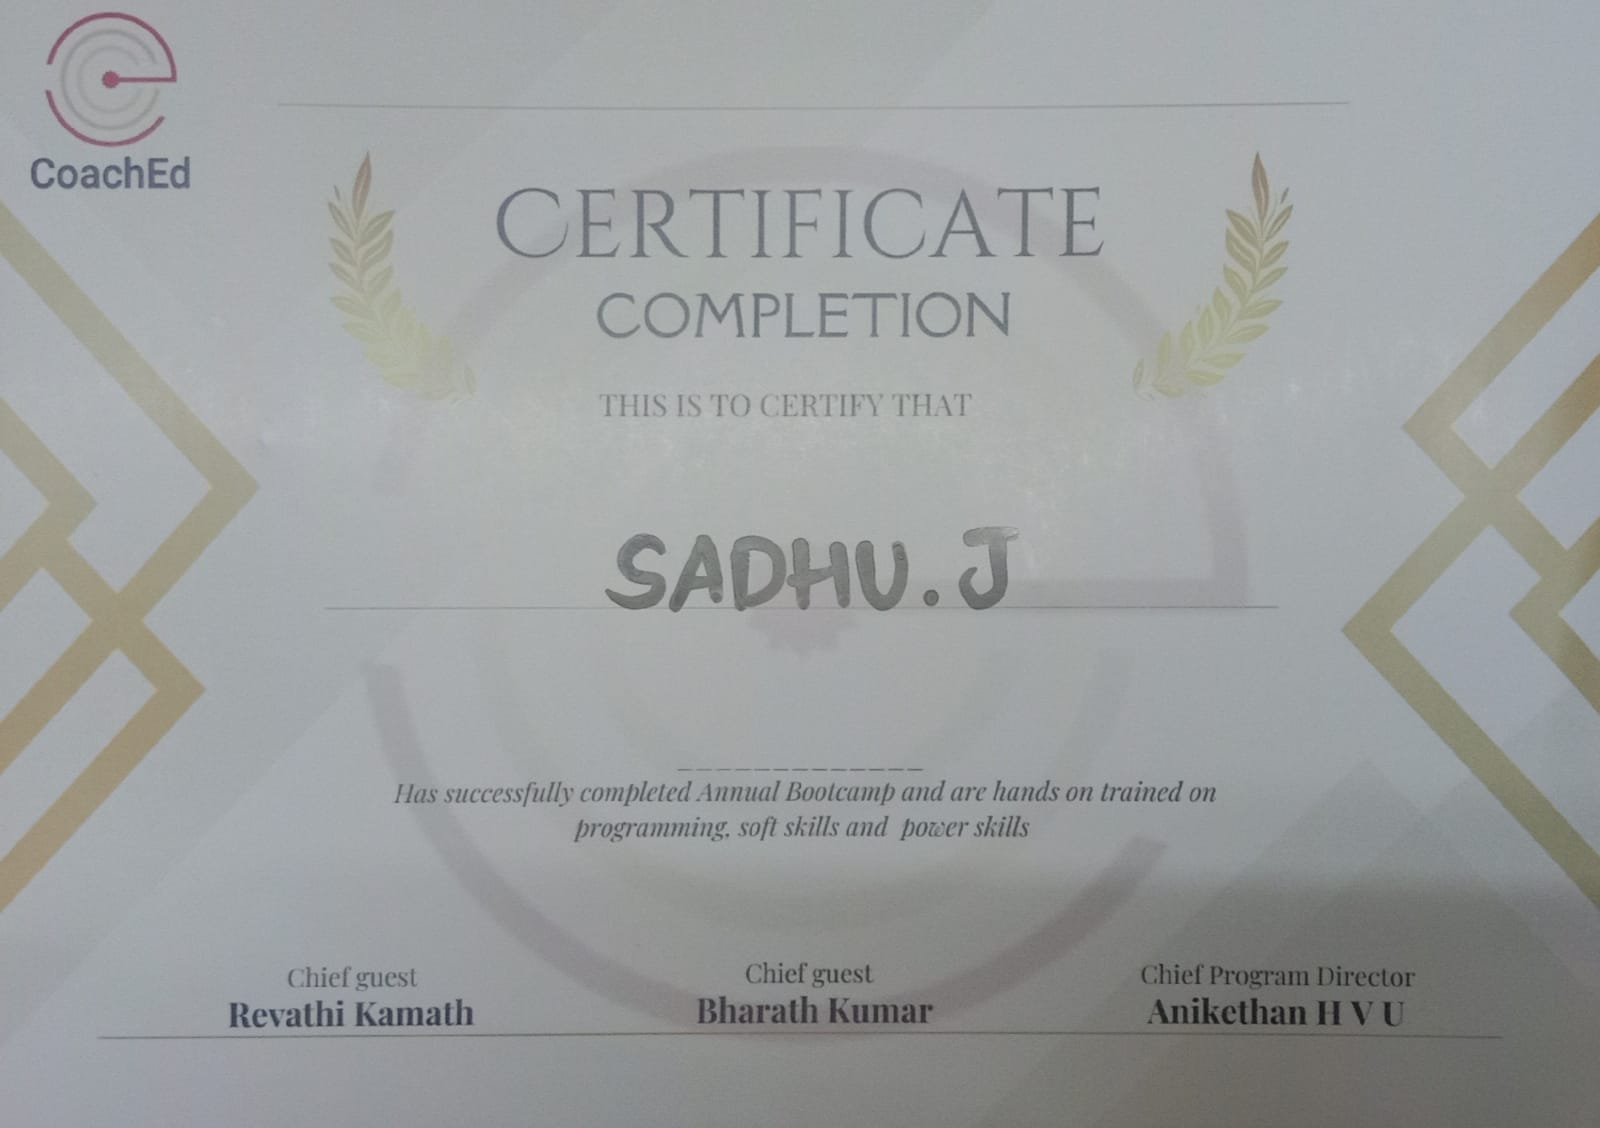 CoachEd
CERTIFICATE
COMPLETION
THIS IS TO CERTIFY THAT
SADHU.J
_____________
Has successfully completed Annual Bootcamp and are hands on trained on
programming, soft skills and power skills
Chief guest Chief guest Chief Program Director
Revathi Kamath Bharath Kumar Anikethan H V U